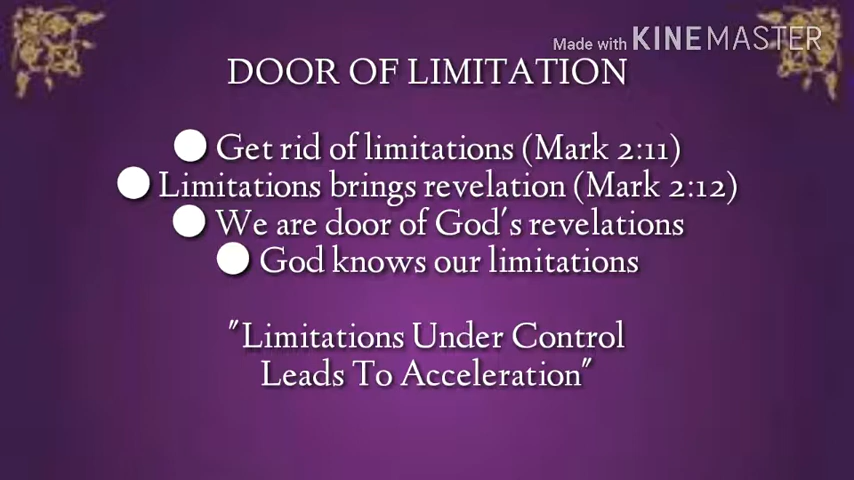 Made with KINEMASTER
DOOR OF LIMITATION
● Get rid of limitations (Mark 2:11)
● Limitations brings revelation (Mark 2:12)
● We are door of God's revelations
● God knows our limitations
"Limitations Under Control
Leads To Acceleration"